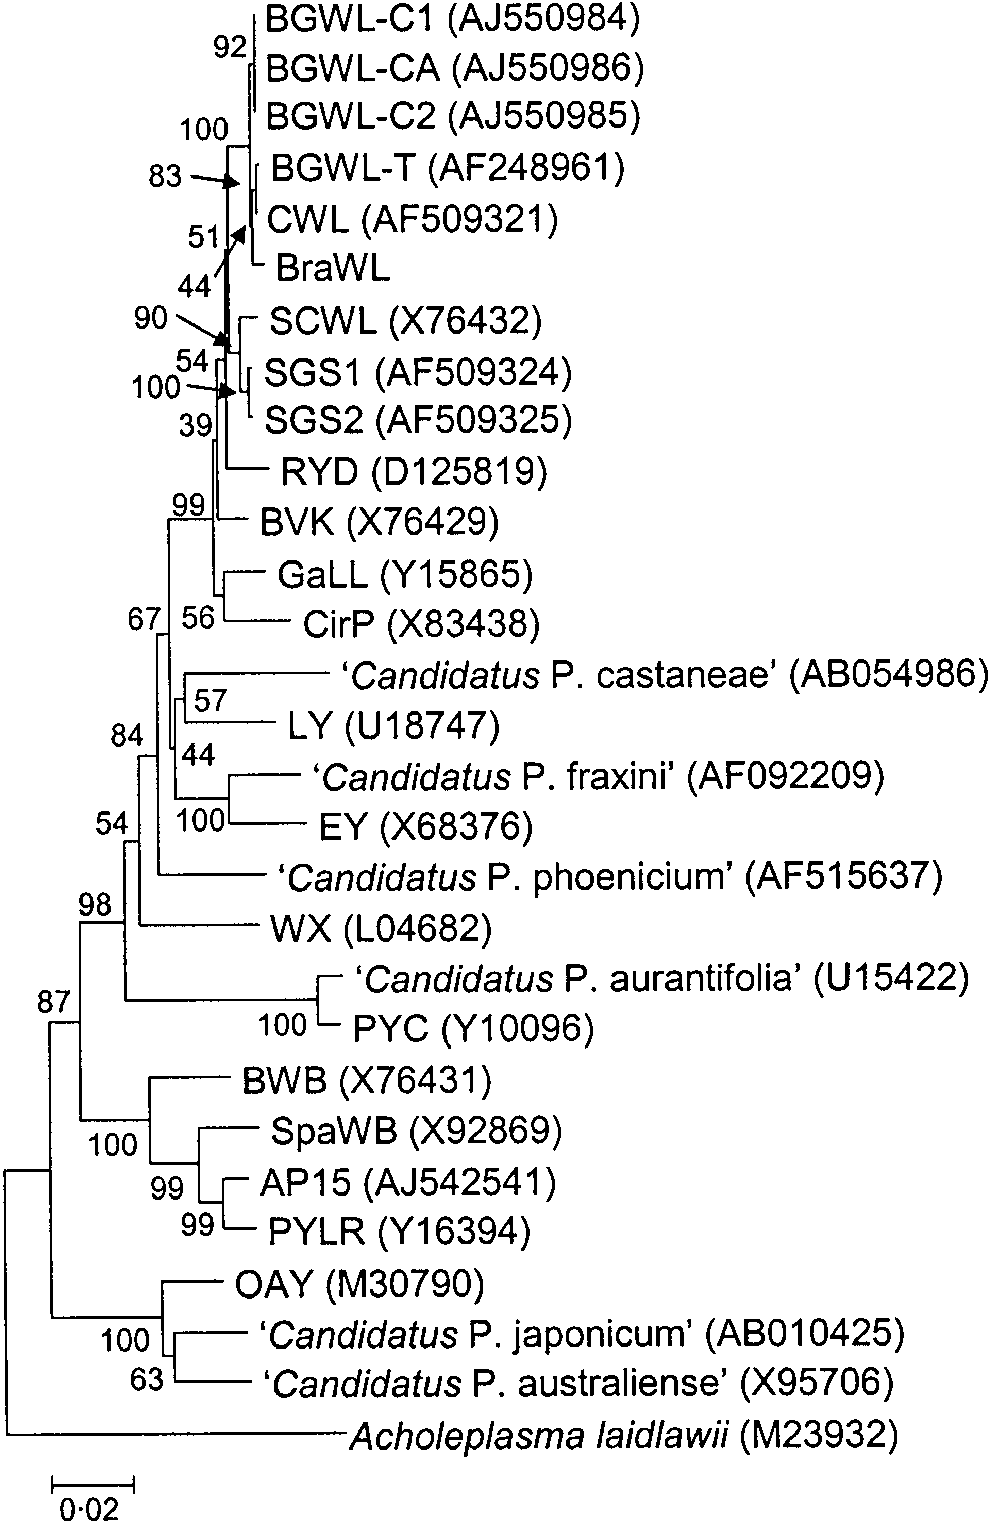 BGWL-C1 (AJ550984)
92
BGWL-CA (AJ550986)
BGWL-C2 (AJ550985)
100
BGWL-T (AF248961)
83
CWL (AF509321)
51
BraWL
44
90
SCWL (X76432)
54
SGS1 (AF509324)
100
SGS2 (AF509325)
39
RYD (D125819)
99
BVK (X76429)
GaLL (Y15865)
67
56
CirP (X83438)
‘Candidatus P. castaneae’ (AB054986)
57
LY (U18747)
84
44
‘Candidatus P. fraxini’ (AF092209)
100
EY (X68376)
54
‘Candidatus P. phoenicium’ (AF515637)
98
WX (L04682)
‘Candidatus P. aurantifolia’ (U15422)
87
100
PYC (Y10096)
BWB (X76431)
100
SpaWB (X92869)
99
AP15 (AJ542541)
99
PYLR (Y16394)
OAY (M30790)
100
‘Candidatus P. japonicum’ (AB010425)
63
‘Candidatus P. australiense’ (X95706)
Acholeplasma laidlawii (M23932)
0·02